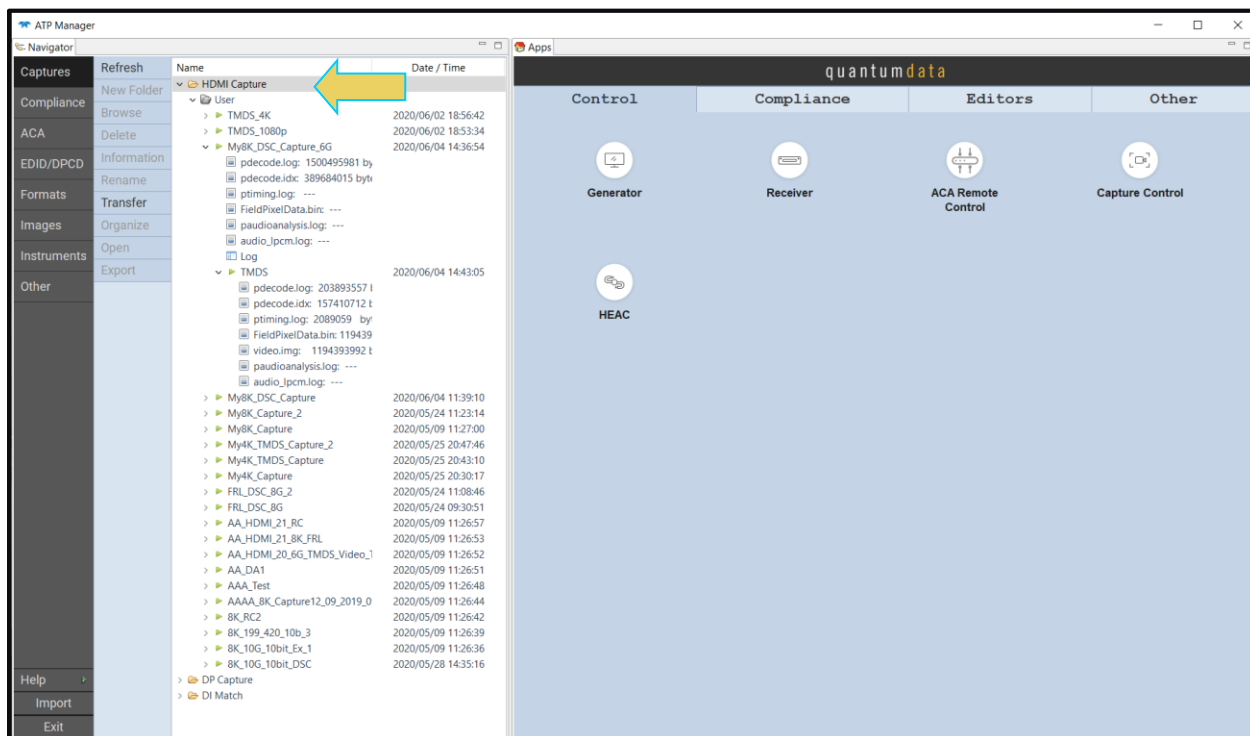 ATP Manager
Navigator
Captures
Compliance
ACA
EDID/DPCD
Formats
Images
Instruments
Other
Help
Import
Exit
Refresh
New Folder
Browse
Delete
Information
Rename
Transfer
Organize
Open
Export
Name Date / Time
HDMI Capture
User
TMDS_4K 2020/06/02 18:56:42
TMDS_1080p 2020/06/02 18:53:34
My8K_DSC_Capture_6G 2020/06/04 14:36:54
pdecode.log: 1500495981 by
pdecode.idx: 389684015 byte
ptiming.log: ---
FieldPixelData.bin: ---
paudioanalysis.log: ---
audio_lpcm.log: ---
Log
TMDS 2020/06/04 14:43:05
pdecode.log: 203893557 b
pdecode.idx: 157410712 b
ptiming.log: 2089059 by
FieldPixelData.bin: 119439
video.img: 1194393992 b
paudioanalysis.log: ---
audio_lpcm.log: ---
My8K_DSC_Capture 2020/06/04 11:39:10
My8K_Capture_2 2020/05/24 11:23:14
My8K_Capture 2020/05/09 11:27:00
My4K_TMDS_Capture_2 2020/05/25 20:47:46
My4K_TMDS_Capture 2020/05/25 20:43:10
My4K_Capture 2020/05/25 20:30:17
FRL_DSC_8G_2 2020/05/24 11:08:46
FRL_DSC_8G 2020/05/24 09:30:51
AA_HDMI_21_RC 2020/05/09 11:26:57
AA_HDMI_21_8K_FRL 2020/05/09 11:26:53
AA_HDMI_20_6G_TMDS_Video_T 2020/05/09 11:26:52
AA_DA1 2020/05/09 11:26:51
AAA_Test 2020/05/09 11:26:48
AAAA_8K_Capture12_09_2019_0 2020/05/09 11:26:44
8K_RC2 2020/05/09 11:26:42
8K_199_420_10b_3 2020/05/09 11:26:39
8K_10G_10bit_Ex_1 2020/05/09 11:26:36
8K_10G_10bit_DSC 2020/05/28 14:35:16
DP Capture
DI Match
Apps
quantumdata
Control Compliance Editors Other
Generator
Receiver
ACA Remote
Control
Capture Control
HEAC